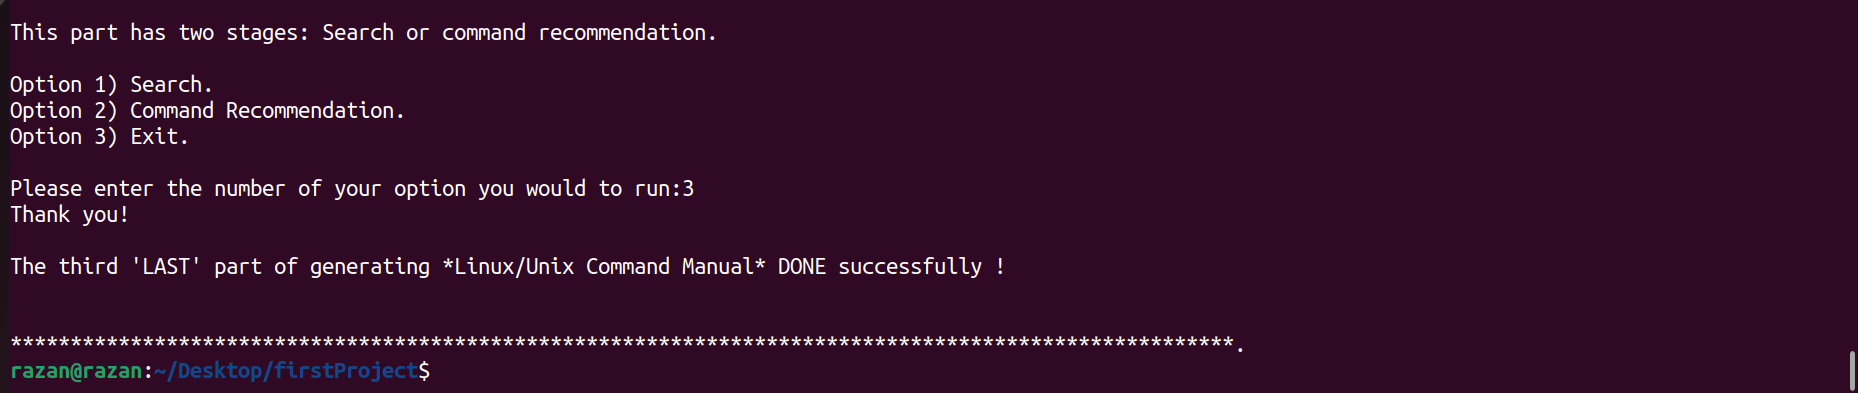 This part has two stages: Search or command recommendation.
Option 1) Search.
Option 2) Command Recommendation.
Option 3) Exit.
Please enter the number of your option you would to run:3
Thank you!
The third 'LAST' part of generating *Linux/Unix Command Manual* DONE successfully !
******************************************************************************************************.
razan@razan:~/Desktop/firstProject$